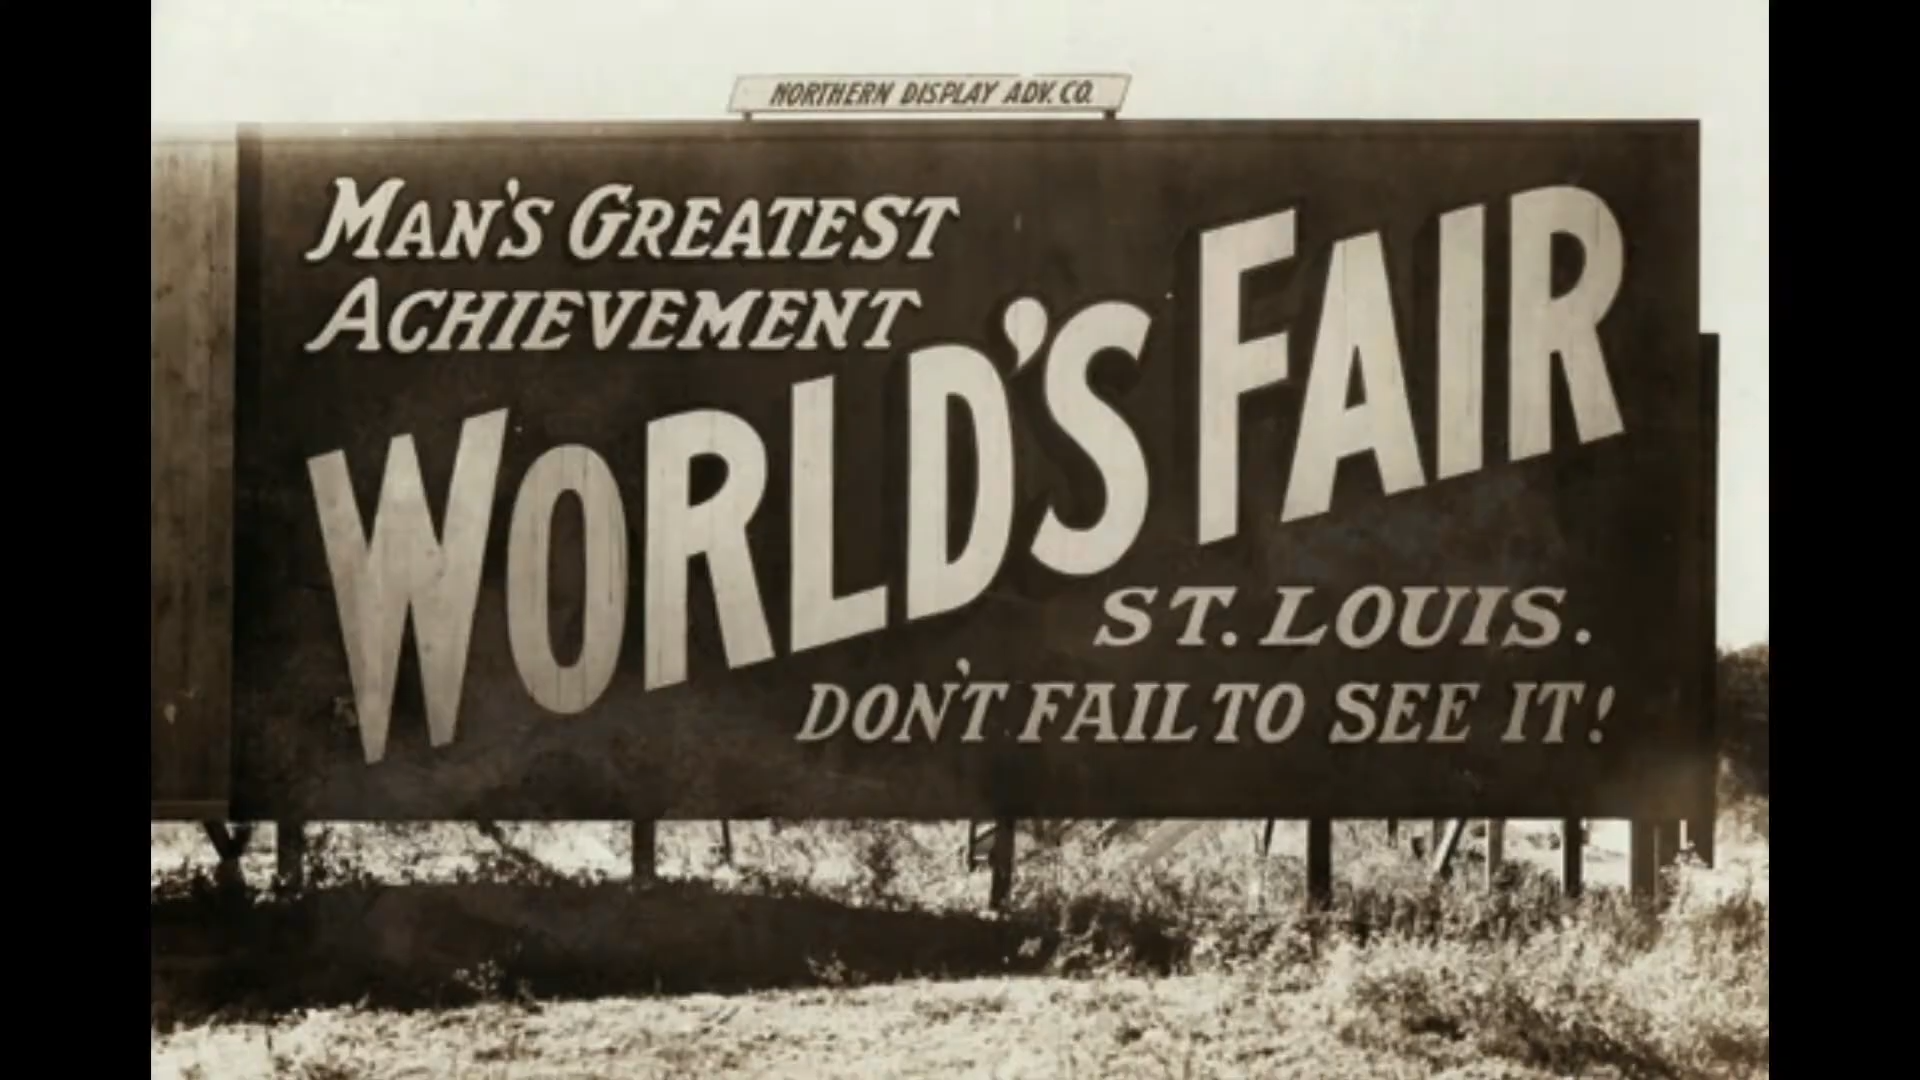 NORTHERN DISPLAY ADV. CO.
MAN'S GREATEST
ACHIEVEMENT
WORLD'S FAIR
ST. LOUIS.
DON'T FAIL TO SEE IT!